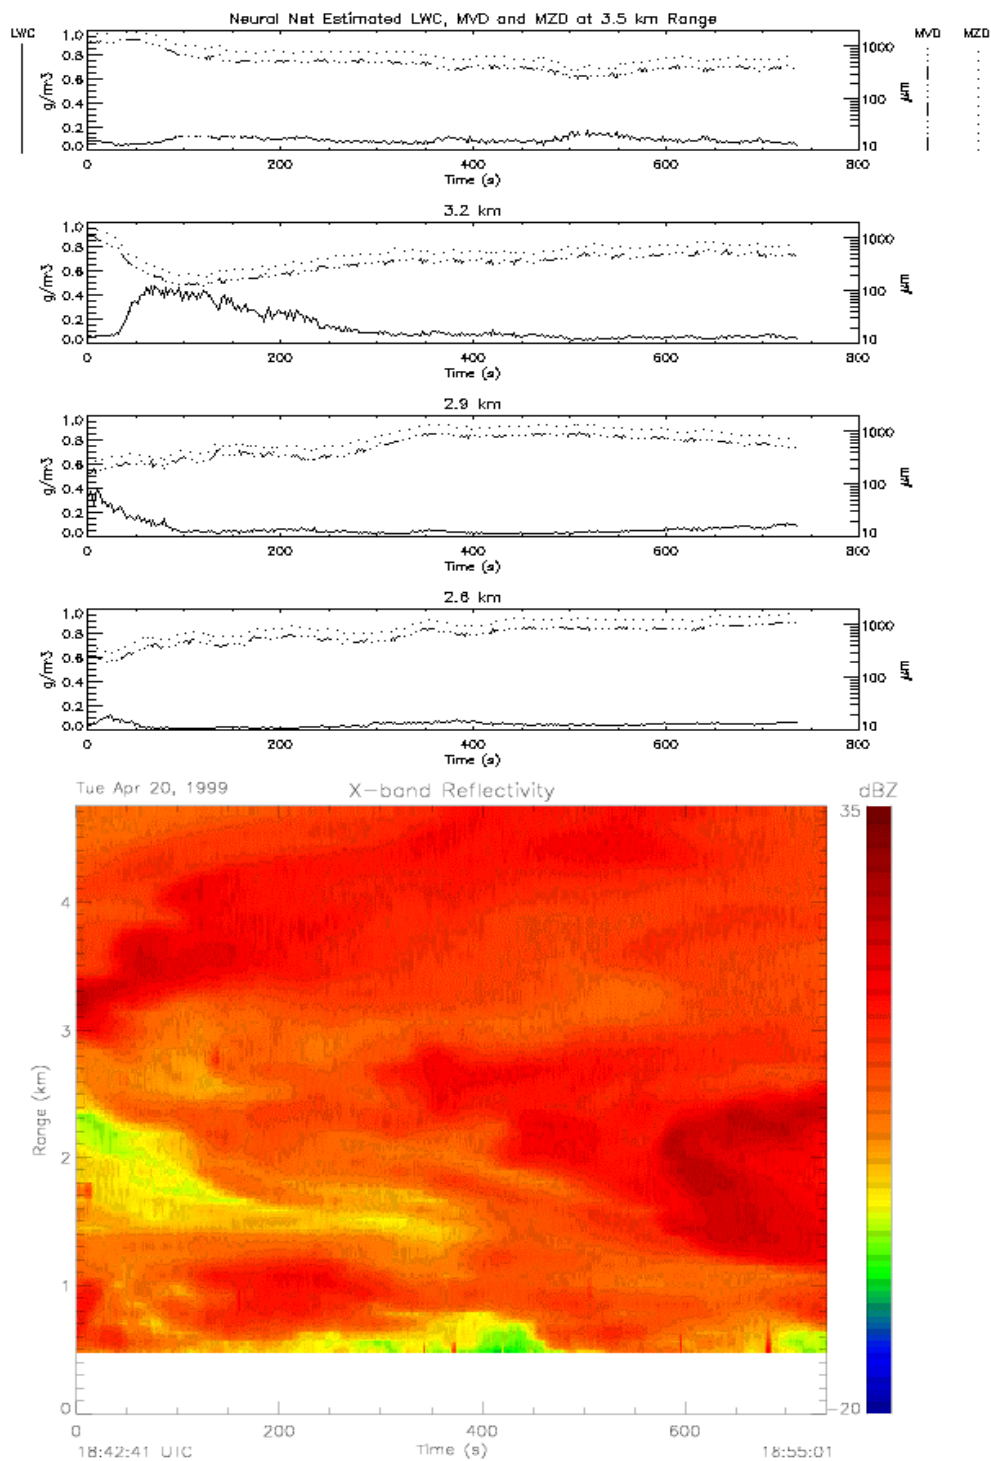 Neural Net Estimated LWC, MVD and MZD at 3.5 km Range
LWC
MVD
MZD
1.0
0.8
0.6
0.4
0.2
0.0
g/m3
1000
100
10
μm
0
200
400
600
800
Time (s)
3.2 km
1.0
0.8
0.6
0.4
0.2
0.0
g/m3
1000
100
10
μm
0
200
400
600
800
Time (s)
2.9 km
1.0
0.8
0.6
0.4
0.2
0.0
g/m3
1000
100
10
μm
0
200
400
600
800
Time (s)
2.6 km
1.0
0.8
0.6
0.4
0.2
0.0
g/m3
1000
100
10
μm
0
200
400
600
800
Time (s)
Tue Apr 20, 1999
X-band Reflectivity
dBZ
35
-20
4
3
2
1
0
Range (km)
0
200
400
600
18:42:41 UTC
Time (s)
18:55:01